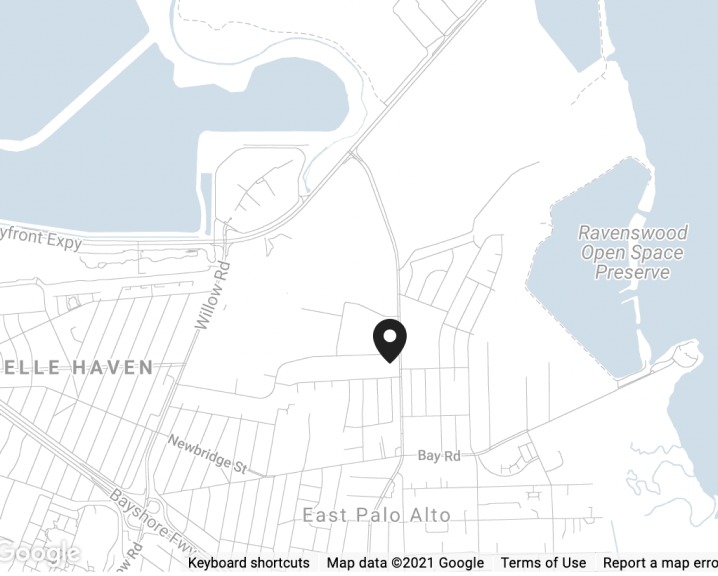 Ravenswood
Open Space
Preserve
yfront Expy
Willow Rd
ELLE HAVEN
Newbridge St
Bay Rd
Bayshore Fwy
East Palo Alto
ow Rd
Google
Keyboard shortcuts
Map data ©2021 Google
Terms of Use
Report a map erro